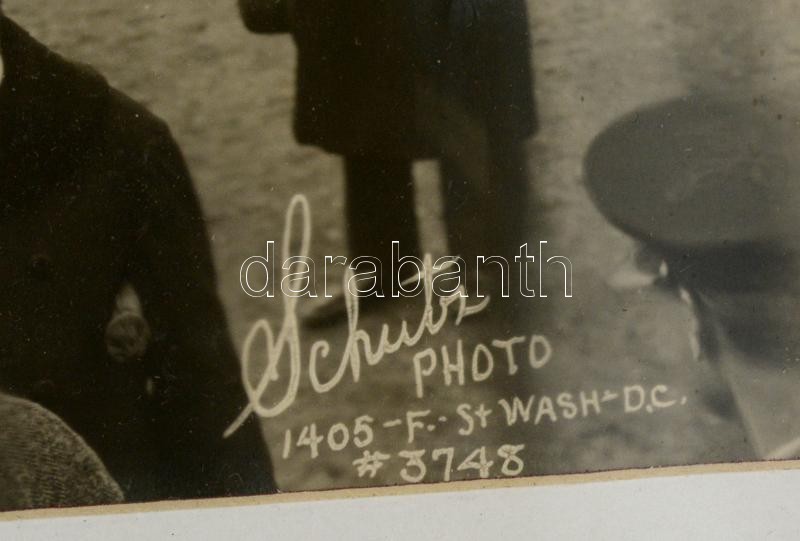 darabanth
Schutz
PHOTO
1405-F.- St WASH-D.C.
# 3748